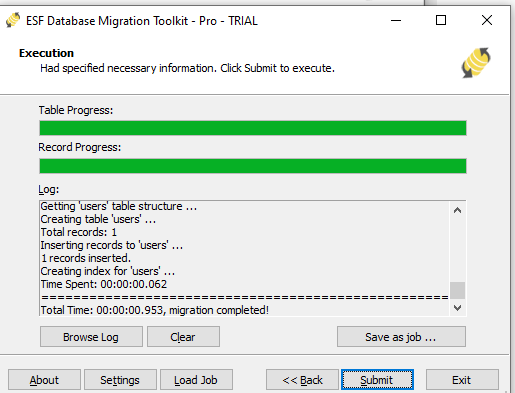 ESF Database Migration Toolkit - Pro - TRIAL
Execution
Had specified necessary information. Click Submit to execute.
Table Progress:
Record Progress:
Log:
Getting 'users' table structure ...
Creating table 'users' ...
Total records: 1
Inserting records to 'users' ...
1 records inserted.
Creating index for 'users' ...
Time Spent: 00:00:00.062
====================================================
Total Time: 00:00:00.953, migration completed!
Browse Log Clear Save as job ...
About Settings Load Job << Back Submit Exit